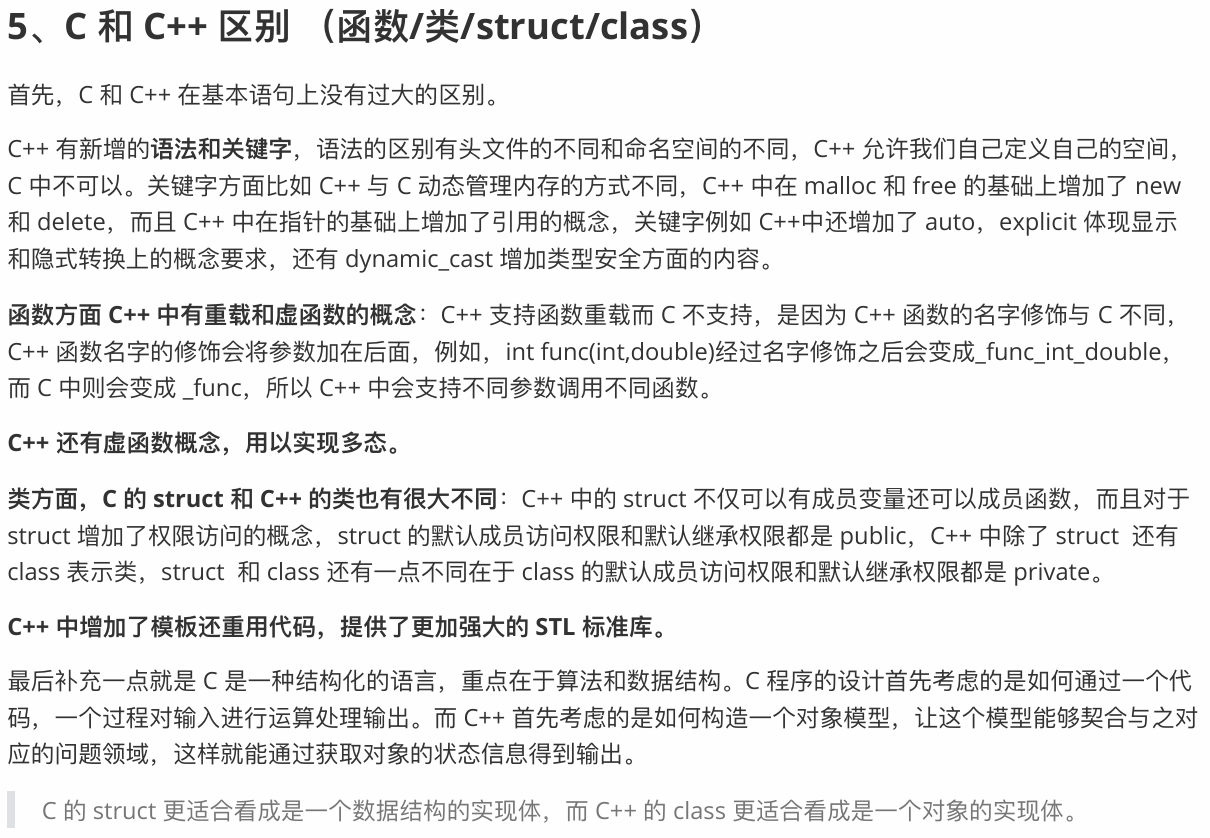 5、C 和 C++ 区别 （函数/类/struct/class）
首先，C 和 C++ 在基本语句上没有过大的区别。
C++ 有新增的语法和关键字，语法的区别有头文件的不同和命名空间的不同，C++ 允许我们自己定义自己的空间，
C 中不可以。关键字方面比如 C++ 与 C 动态管理内存的方式不同，C++ 中在 malloc 和 free 的基础上增加了 new
和 delete，而且 C++ 中在指针的基础上增加了引用的概念，关键字例如 C++中还增加了 auto，explicit 体现显示
和隐式转换上的概念要求，还有 dynamic_cast 增加类型安全方面的内容。
函数方面 C++ 中有重载和虚函数的概念：C++ 支持函数重载而 C 不支持，是因为 C++ 函数的名字修饰与 C 不同，
C++ 函数名字的修饰会将参数加在后面，例如，int func(int,double)经过名字修饰之后会变成_func_int_double，
而 C 中则会变成 _func，所以 C++ 中会支持不同参数调用不同函数。
C++ 还有虚函数概念，用以实现多态。
类方面，C 的 struct 和 C++ 的类也有很大不同：C++ 中的 struct 不仅可以有成员变量还可以成员函数，而且对于
struct 增加了权限访问的概念，struct 的默认成员访问权限和默认继承权限都是 public，C++ 中除了 struct 还有
class 表示类，struct 和 class 还有一点不同在于 class 的默认成员访问权限和默认继承权限都是 private。
C++ 中增加了模板还重用代码，提供了更加强大的 STL 标准库。
最后补充一点就是 C 是一种结构化的语言，重点在于算法和数据结构。C 程序的设计首先考虑的是如何通过一个代
码，一个过程对输入进行运算处理输出。而 C++ 首先考虑的是如何构造一个对象模型，让这个模型能够契合与之对
应的问题领域，这样就能通过获取对象的状态信息得到输出。
C 的 struct 更适合看成是一个数据结构的实现体，而 C++ 的 class 更适合看成是一个对象的实现体。